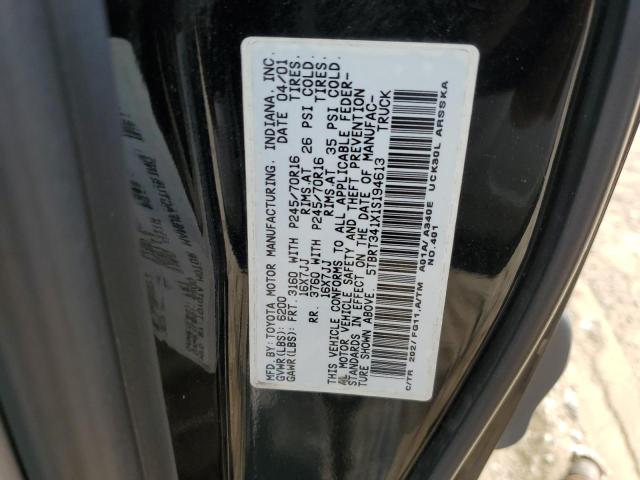 MFD. BY: TOYOTA MOTOR MANUFACTURING, INDIANA, INC.
GVWR(LBS): 6200 DATE 04/01
GAWR(LBS): FRT. 3160 WITH P245/70R16 TIRES.
16X7JJ RIMS.AT 26 PSI COLD.
RR. 3760 WITH P245/70R16 TIRES.
16X7JJ RIMS.AT 35 PSI COLD.
THIS VEHICLE CONFORMS TO ALL APPLICABLE FEDER-
AL MOTOR VEHICLE SAFETY AND THEFT PREVENTION
STANDARDS IN EFFECT ON THE DATE OF MANUFAC-
TURE SHOWN ABOVE. 5TBRT341X1S194613 TRUCK
C/TR 202/FG11.A/TM A01A/A340E UCK30L ARSSKA
NO.401